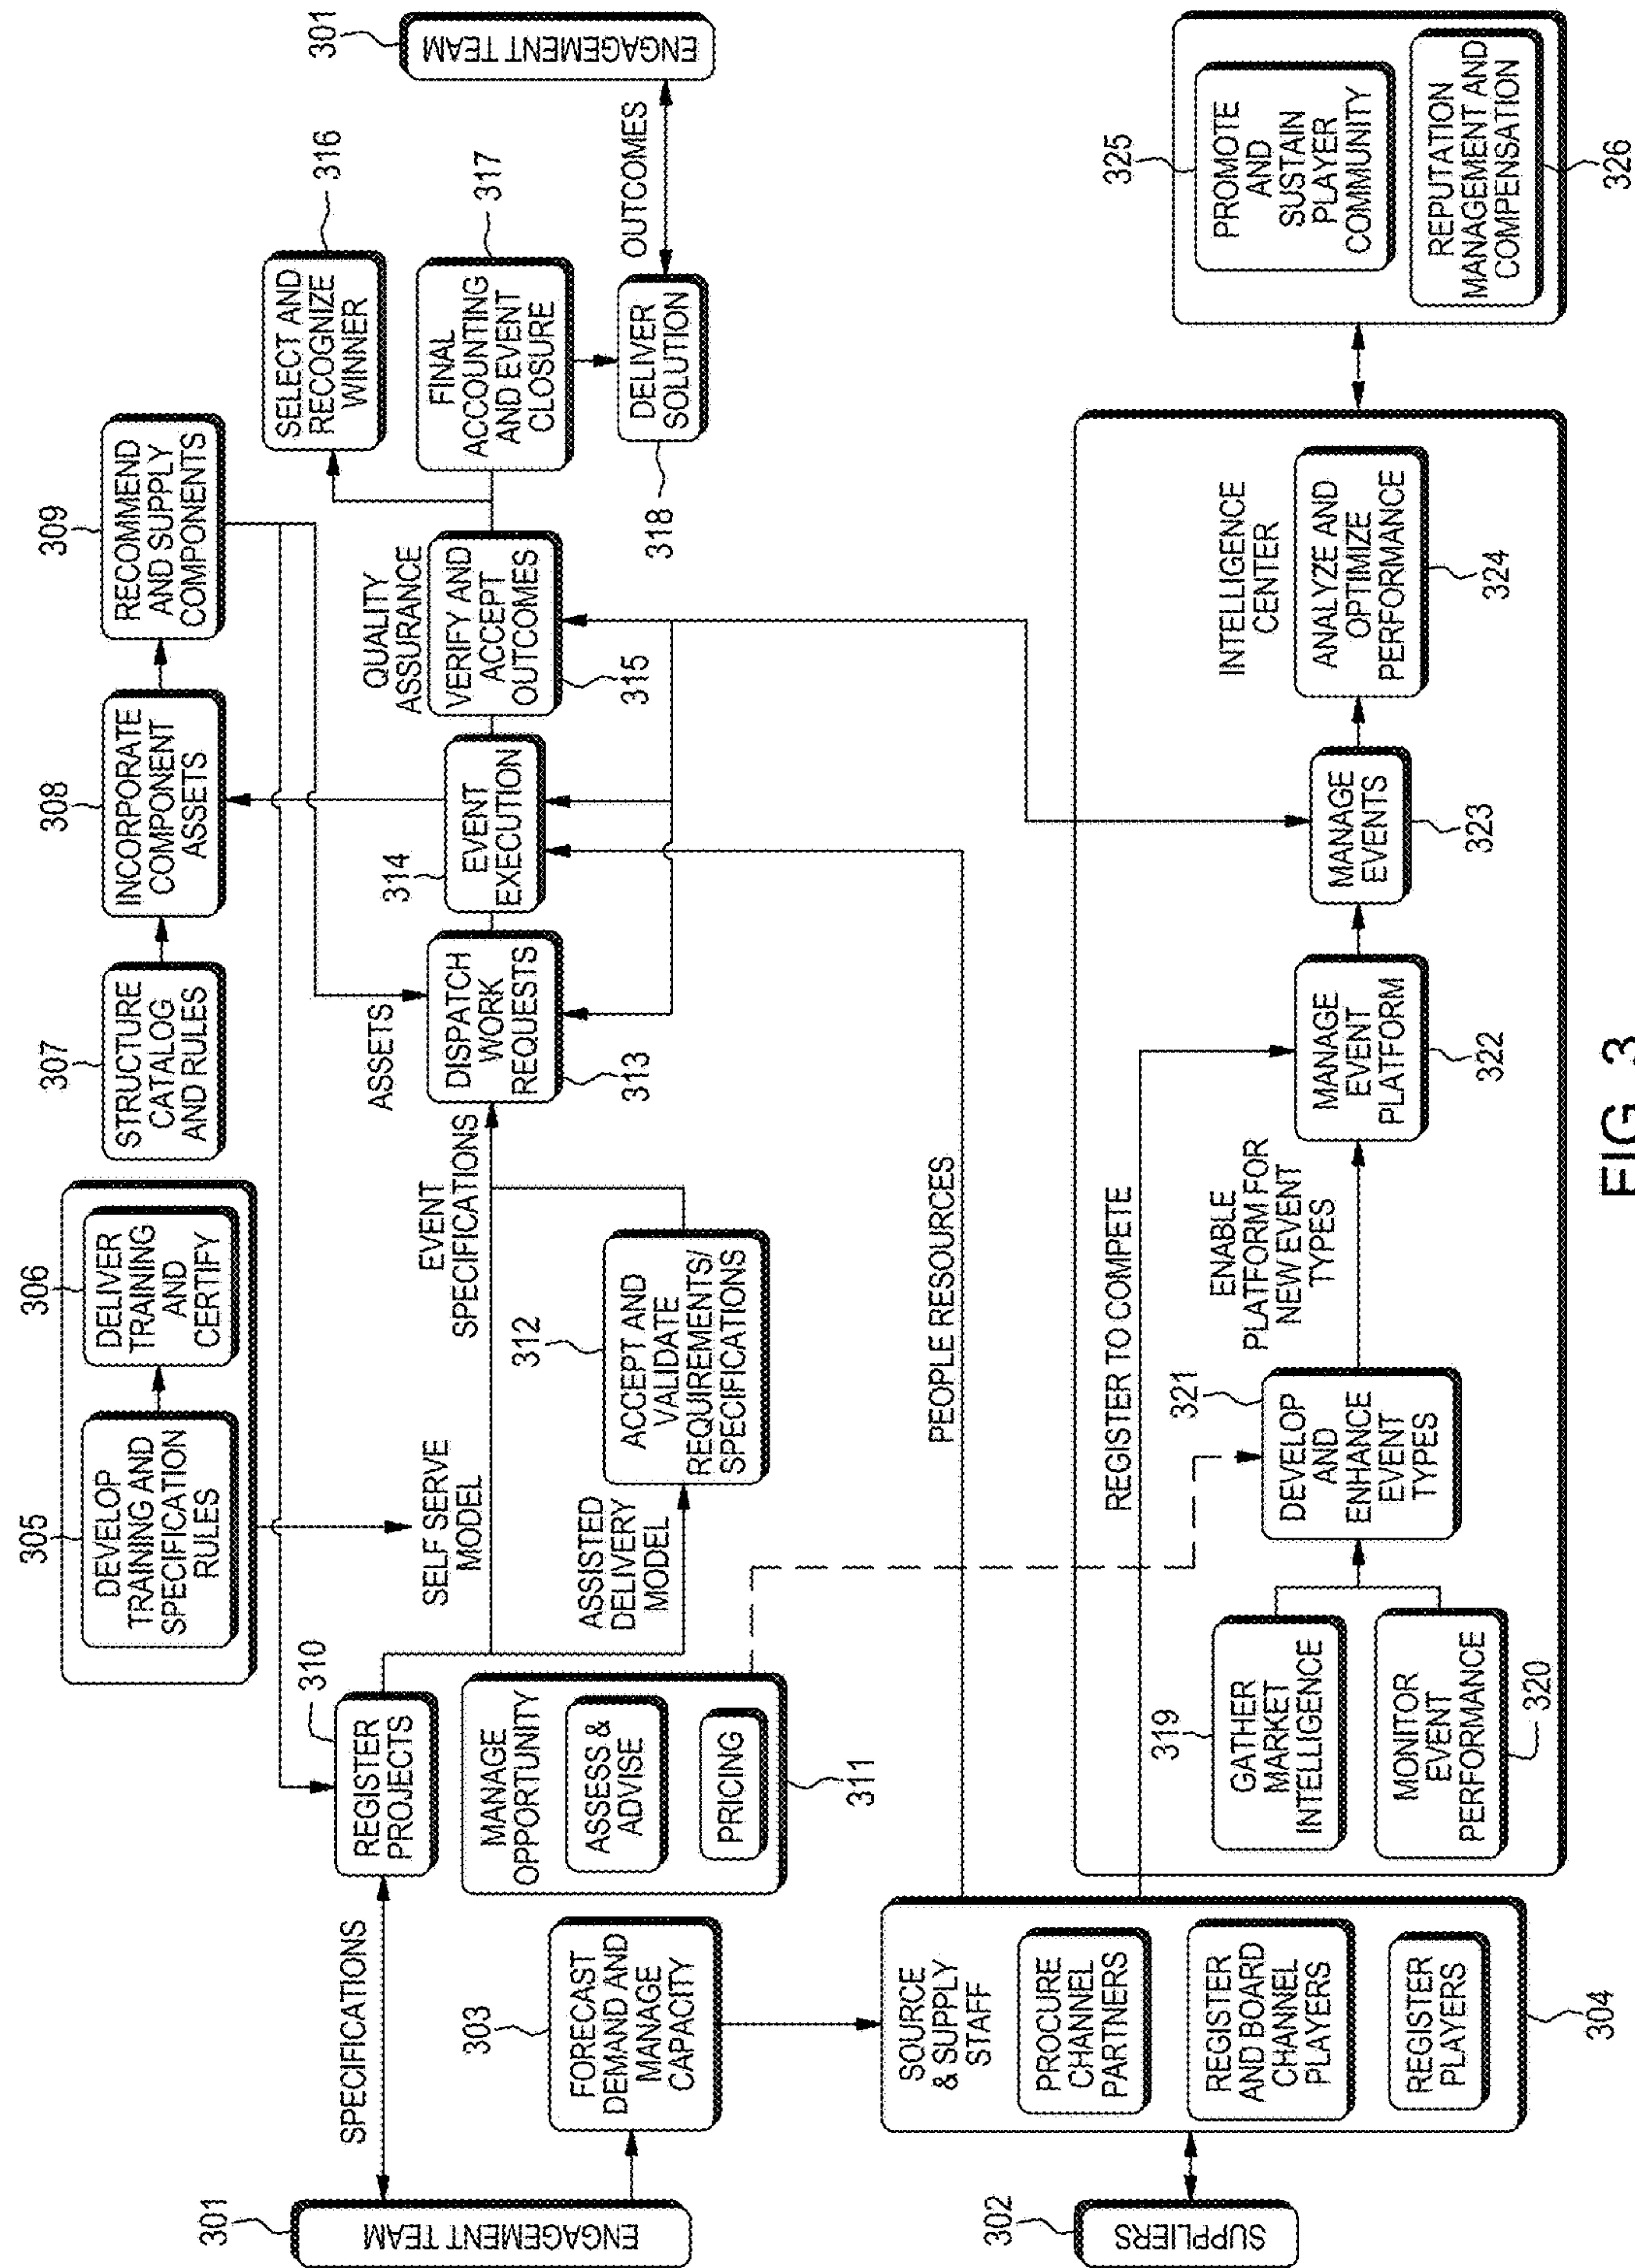 301
ENGAGEMENT TEAM
SPECIFICATIONS
303
FORECAST
DEMAND AND
MANAGE
CAPACITY
302
SUPPLIERS
SOURCE
& SUPPLY
STAFF
PROCURE
CHANNEL
PARTNERS
REGISTER
AND BOARD
CHANNEL
PLAYERS
REGISTER
PLAYERS
304
305
DEVELOP
TRAINING AND
SPECIFICATION
RULES
306
DELIVER
TRAINING
AND
CERTIFY
307
STRUCTURE
CATALOG
AND RULES
308
INCORPORATE
COMPONENT
ASSETS
309
RECOMMEND
AND SUPPLY
COMPONENTS
310
REGISTER
PROJECTS
MANAGE
OPPORTUNITY
ASSESS &
ADVISE
PRICING
311
SELF SERVE
MODEL
ASSISTED
DELIVERY
MODEL
312
ACCEPT AND
VALIDATE
REQUIREMENTS/
SPECIFICATIONS
EVENT
SPECIFICATIONS
ASSETS
DISPATCH
WORK
REQUESTS
313
314
EVENT
EXECUTION
QUALITY
ASSURANCE
VERIFY AND
ACCEPT
OUTCOMES
315
SELECT AND
RECOGNIZE
WINNER
316
FINAL
ACCOUNTING
AND EVENT
CLOSURE
317
DELIVER
SOLUTION
318
OUTCOMES
301
ENGAGEMENT TEAM
PEOPLE RESOURCES
REGISTER TO COMPETE
319
GATHER
MARKET
INTELLIGENCE
MONITOR
EVENT
PERFORMANCE
320
321
DEVELOP
AND
ENHANCE
EVENT
TYPES
ENABLE
PLATFORM FOR
NEW EVENT
TYPES
MANAGE
EVENT
PLATFORM
322
MANAGE
EVENTS
323
INTELLIGENCE
CENTER
ANALYZE AND
OPTIMIZE
PERFORMANCE
324
325
PROMOTE
AND
SUSTAIN
PLAYER
COMMUNITY
REPUTATION
MANAGEMENT AND
COMPENSATION
326
FIG. 3